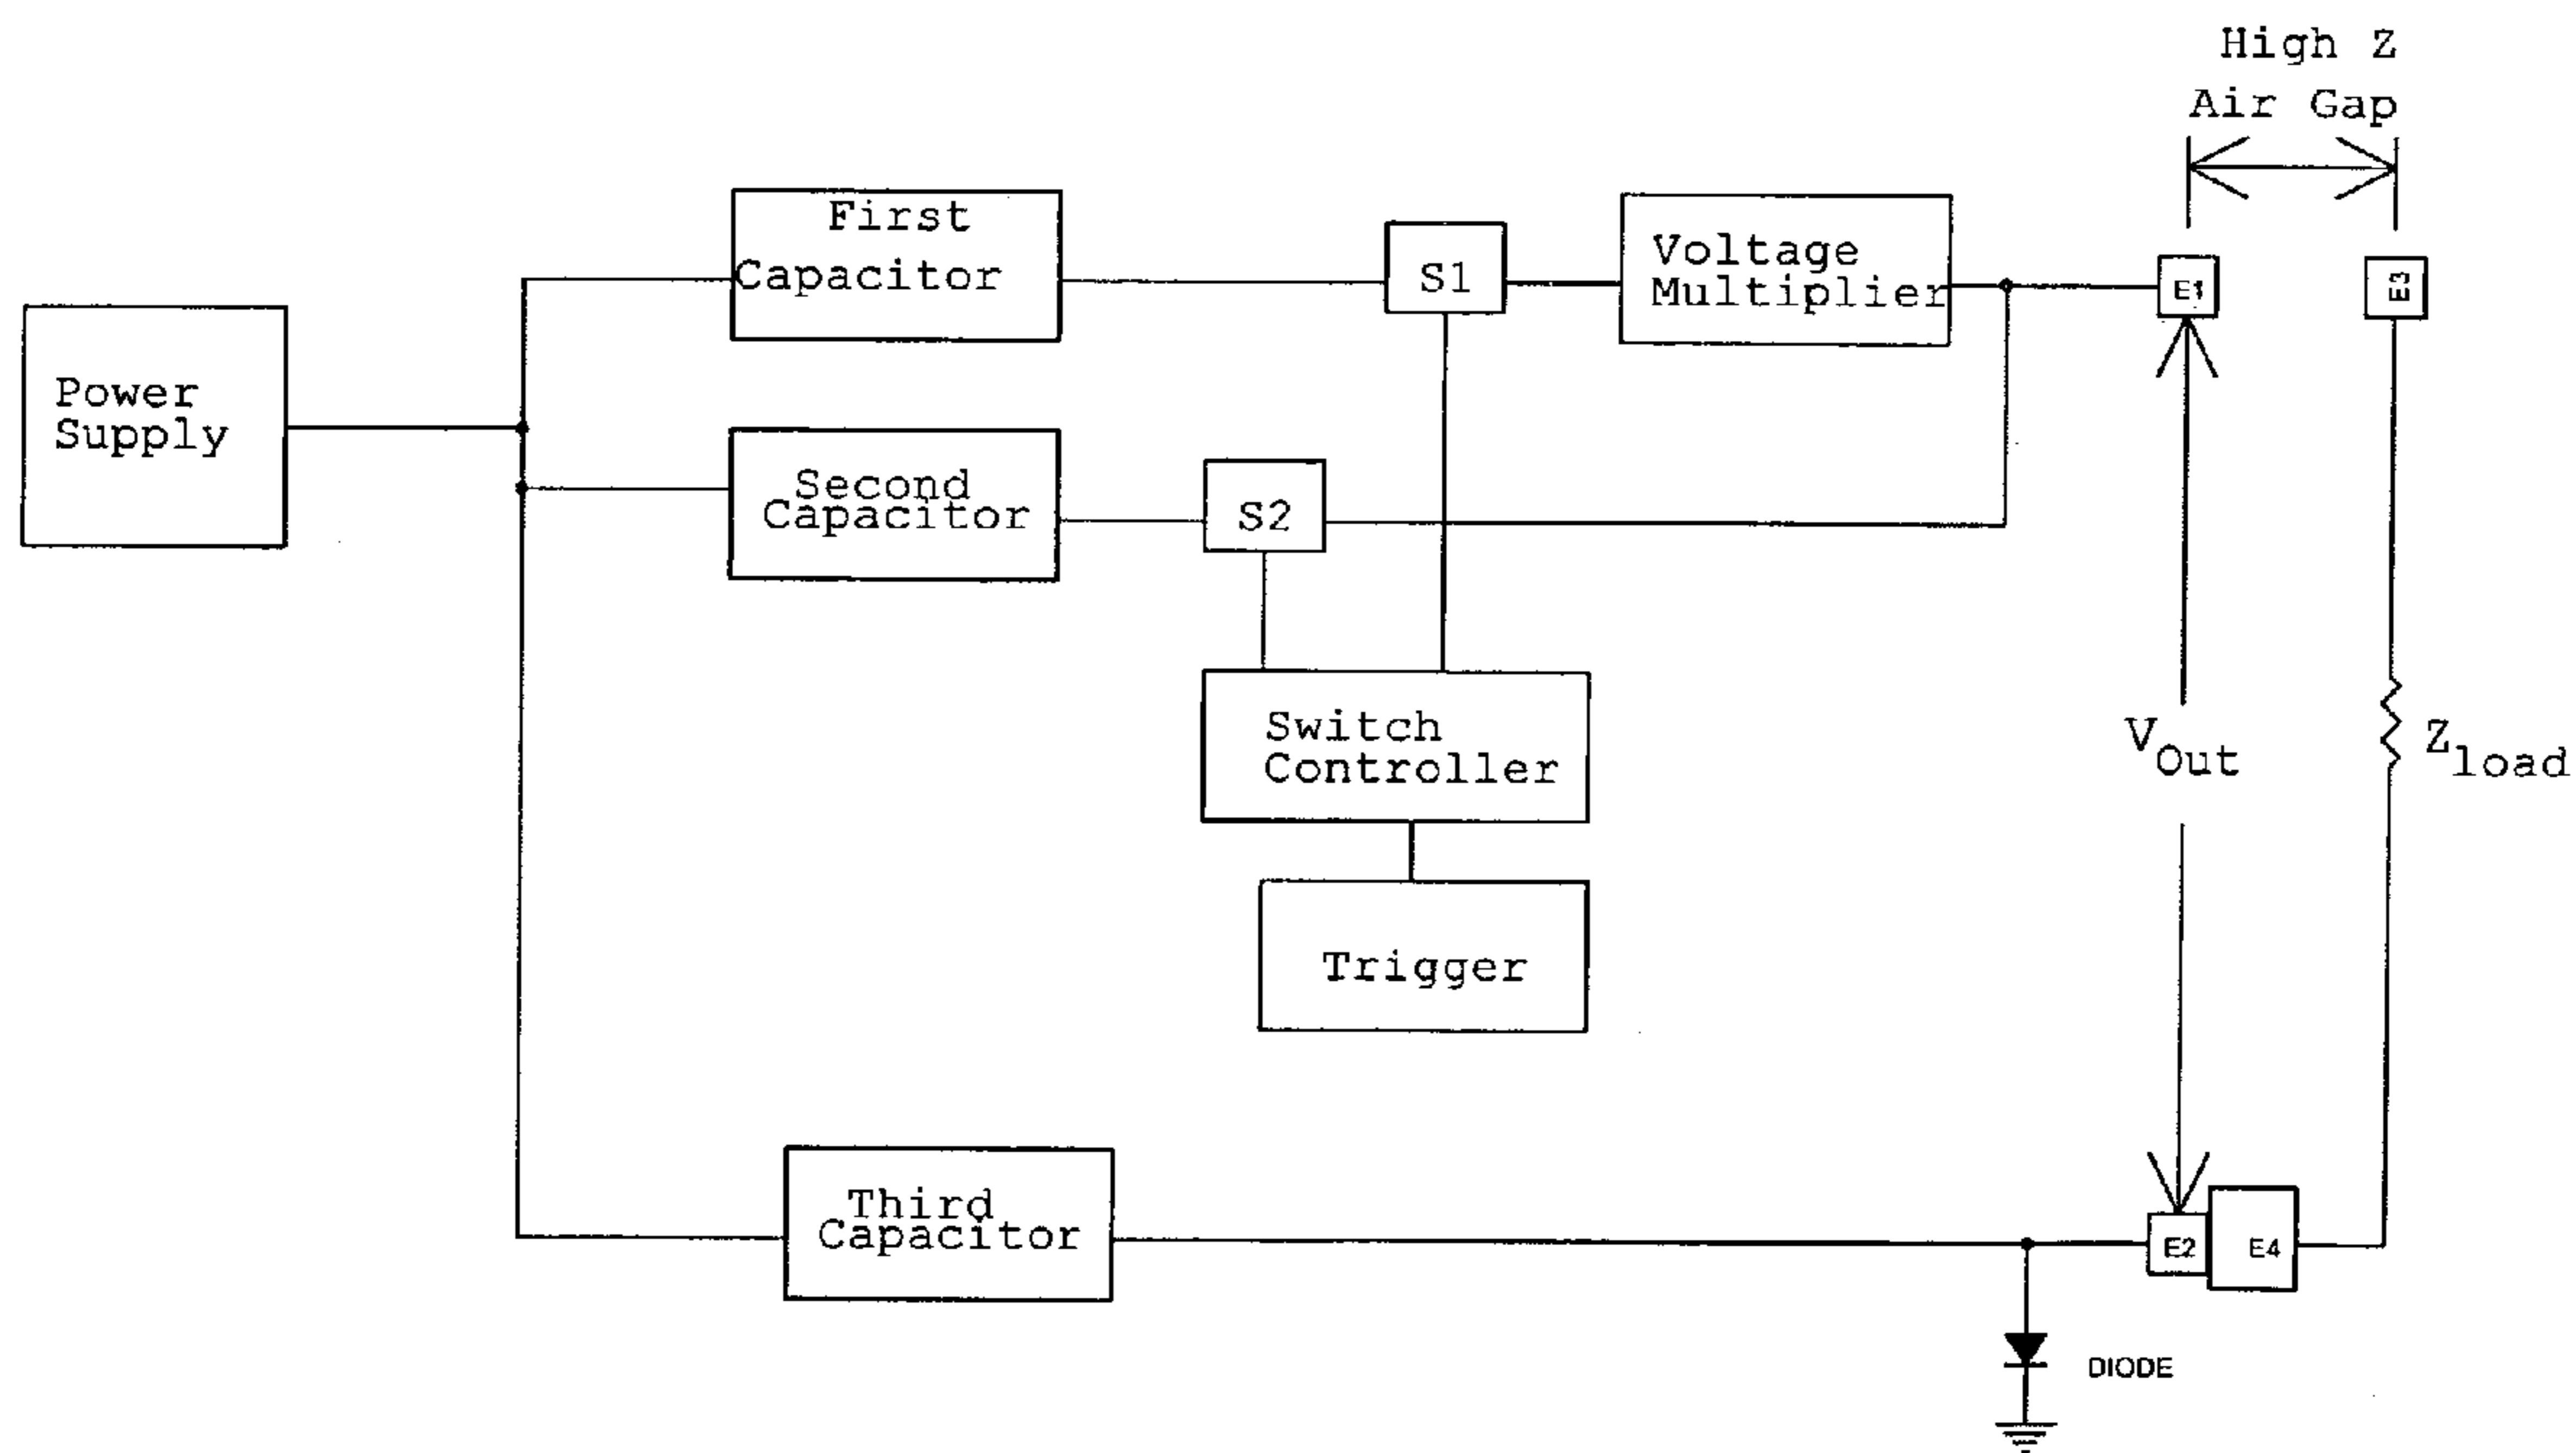 High Z
Air Gap
First
Capacitor
S1
Voltage
Multiplier
E1
E3
Power
Supply
Second
Capacitor
S2
Switch
Controller
VOut
Zload
Trigger
Third
Capacitor
E2
E4
DIODE